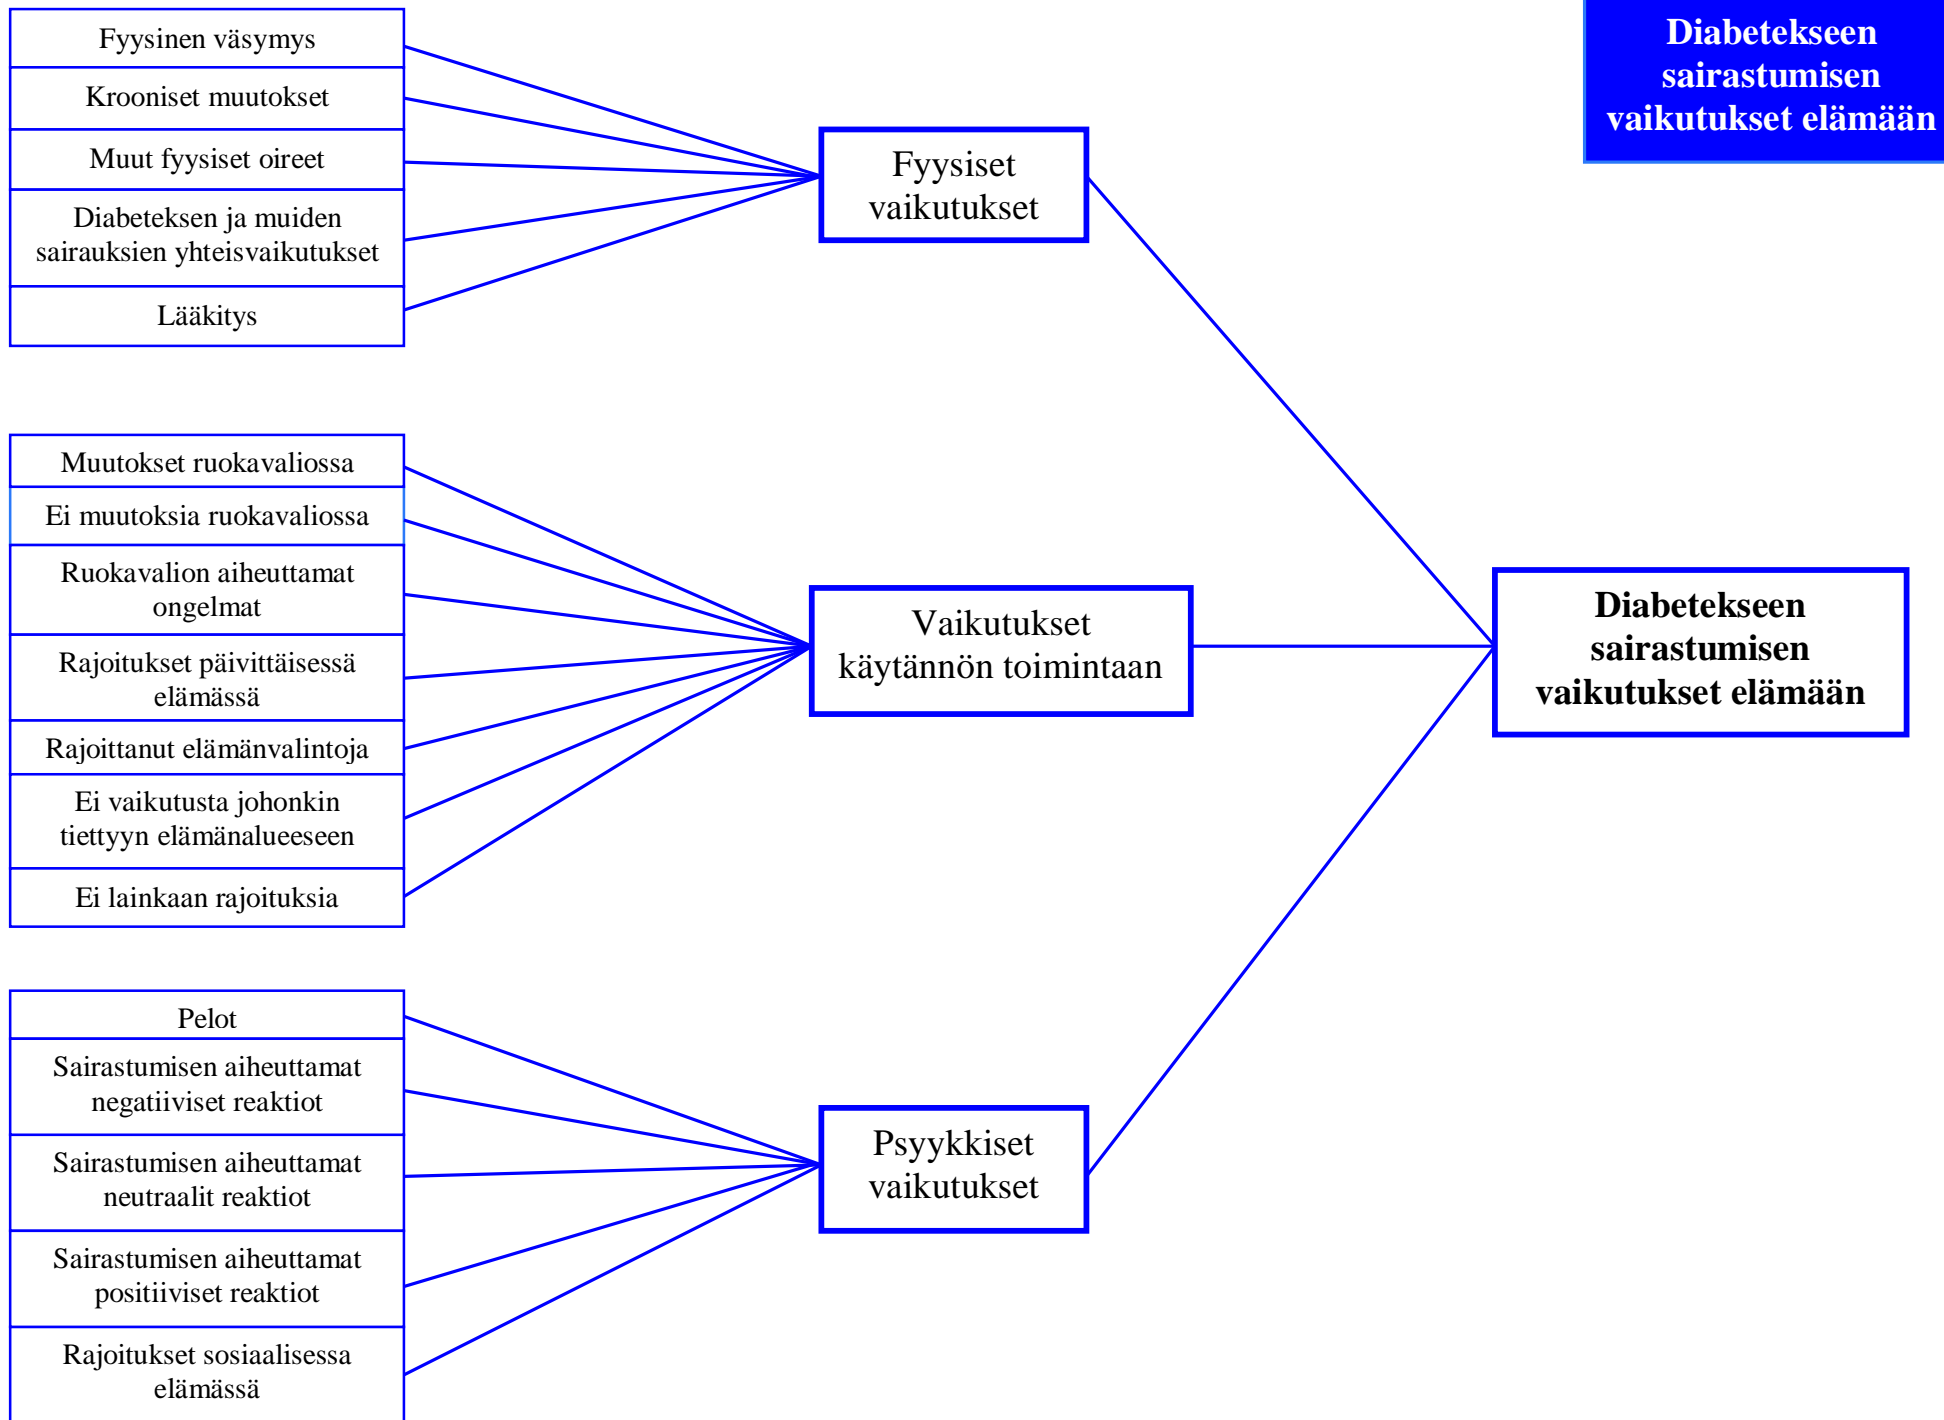 Diabetekseen
sairastumisen
vaikutukset elämään
Fyysinen väsymys
Krooniset muutokset
Muut fyysiset oireet
Diabeteksen ja muiden
sairauksien yhteisvaikutukset
Lääkitys
Fyysiset
vaikutukset
Muutokset ruokavaliossa
Ei muutoksia ruokavaliossa
Ruokavalion aiheuttamat
ongelmat
Rajoitukset päivittäisessä
elämässä
Rajoittanut elämänvalintoja
Ei vaikutusta johonkin
tiettyyn elämänalueeseen
Ei lainkaan rajoituksia
Vaikutukset
käytännön toimintaan
Diabetekseen
sairastumisen
vaikutukset elämään
Pelot
Sairastumisen aiheuttamat
negatiiviset reaktiot
Sairastumisen aiheuttamat
neutraalit reaktiot
Sairastumisen aiheuttamat
positiiviset reaktiot
Rajoitukset sosiaalisessa
elämässä
Psyykkiset
vaikutukset